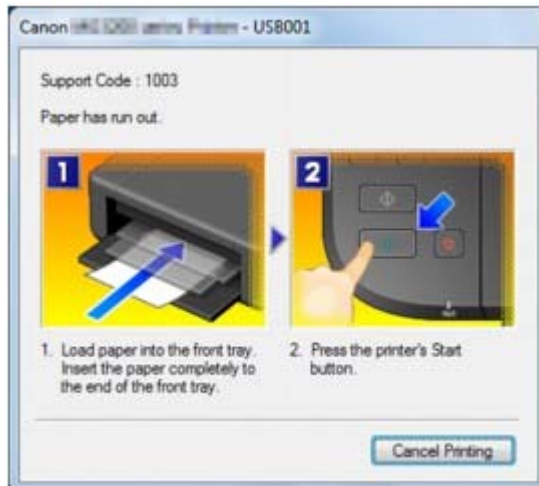 Canon - USB001
Support Code : 1003
Paper has run out.
1
2
1. Load paper into the front tray.
Insert the paper completely to
the end of the front tray.
2. Press the printer's Start
button.
Cancel Printing